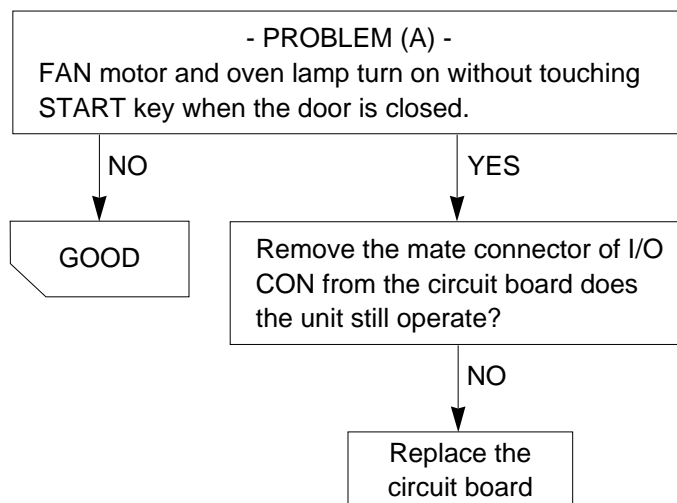 - PROBLEM (A) -
FAN motor and oven lamp turn on without touching
START key when the door is closed.
NO
YES
GOOD
Remove the mate connector of I/O
CON from the circuit board does
the unit still operate?
NO
Replace the
circuit board